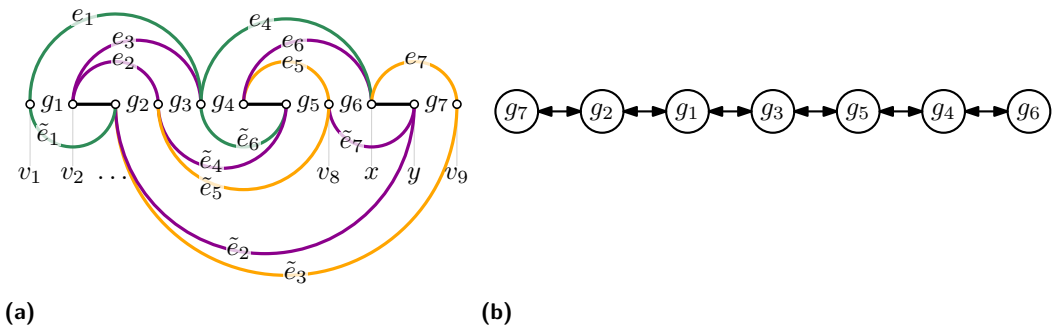 e₁ e₄
e₃ e₆
e₂ e₅ e₇
g₁ g₂ g₃ g₄ g₅ g₆ g₇
ẽ₁ ẽ₆ ẽ₇
ẽ₄
v₁ v₂ … ẽ₅ v₈ x y v₉
ẽ₂
ẽ₃
(a)
g₇ g₂ g₁ g₃ g₅ g₄ g₆
(b)